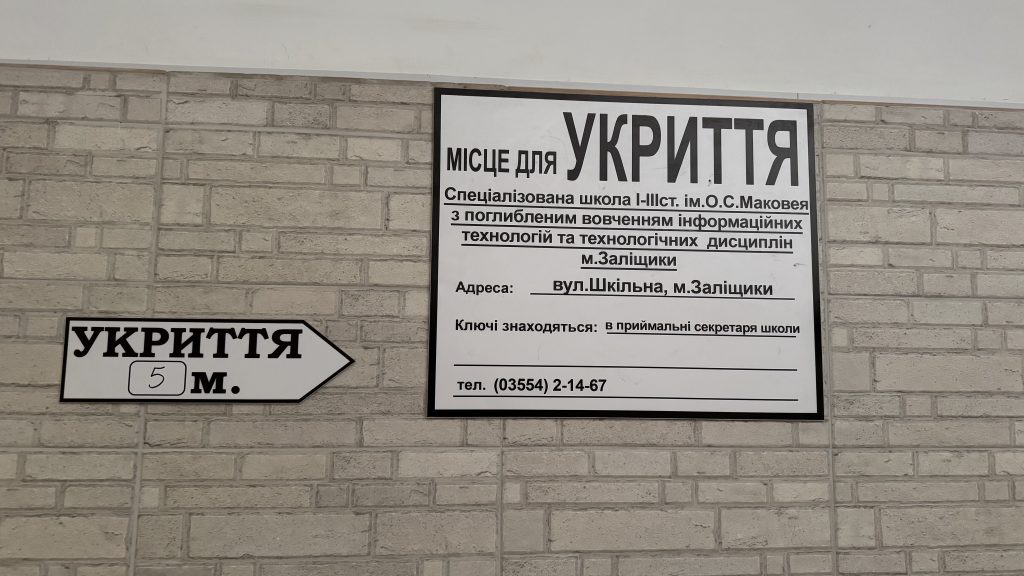 УКРИТТЯ
5 м.
МІСЦЕ ДЛЯ УКРИТТЯ
Спеціалізована школа І-ІІІст. ім.О.С.Маковея
з поглибленим вовченням інформаційних
технологій та технологічних дисциплін
м.Заліщики
Адреса: вул.Шкільна, м.Заліщики
Ключі знаходяться: в приймальні секретаря школи
тел. (03554) 2-14-67